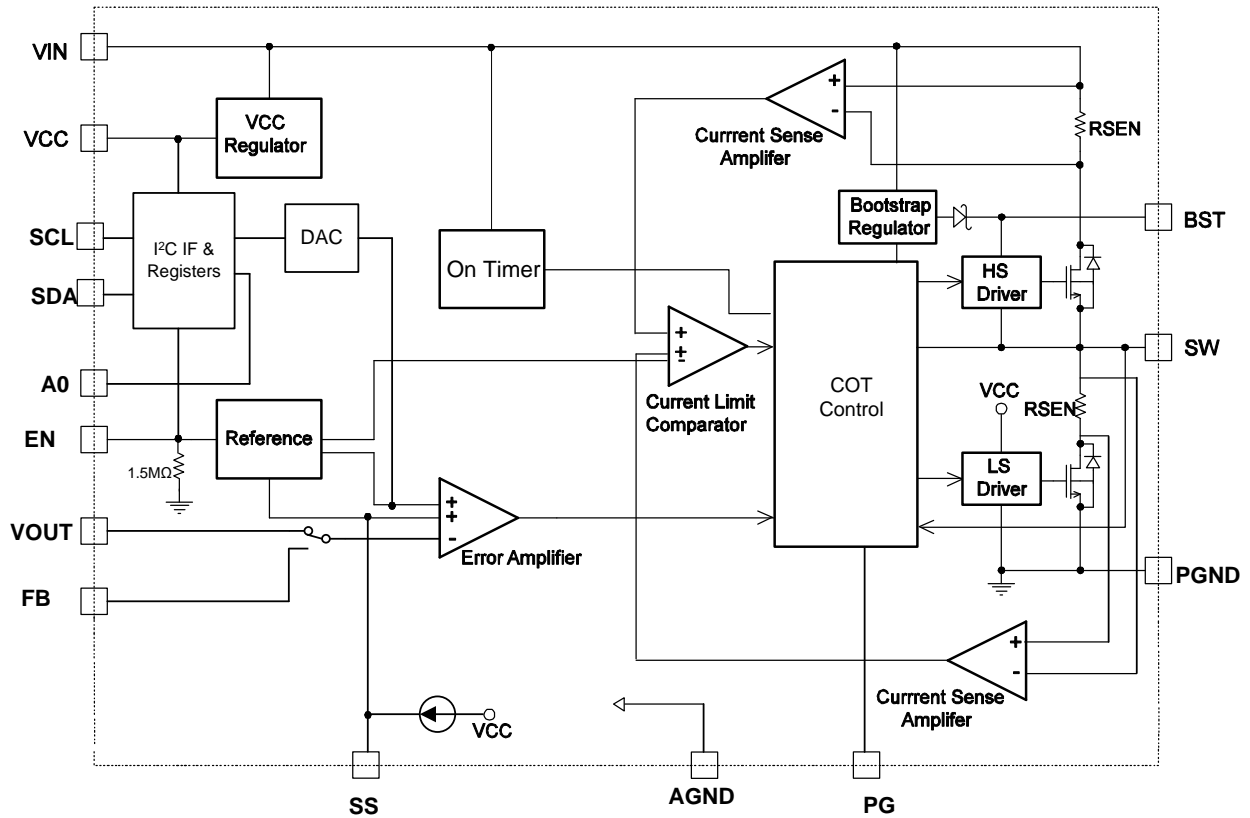 VIN
VCC
VCC
Regulator
+
-
Currrent Sense
Amplifer
RSEN
SCL
SDA
I²C IF &
Registers
DAC
On Timer
Bootstrap
Regulator
BST
HS
Driver
A0
EN
Reference
1.5MΩ
+
+
-
Current Limit
Comparator
COT
Control
SW
VCC
RSEN
LS
Driver
VOUT
FB
+
+
-
Error Amplifier
PGND
+
-
Currrent Sense
Amplifer
VCC
SS
AGND
PG